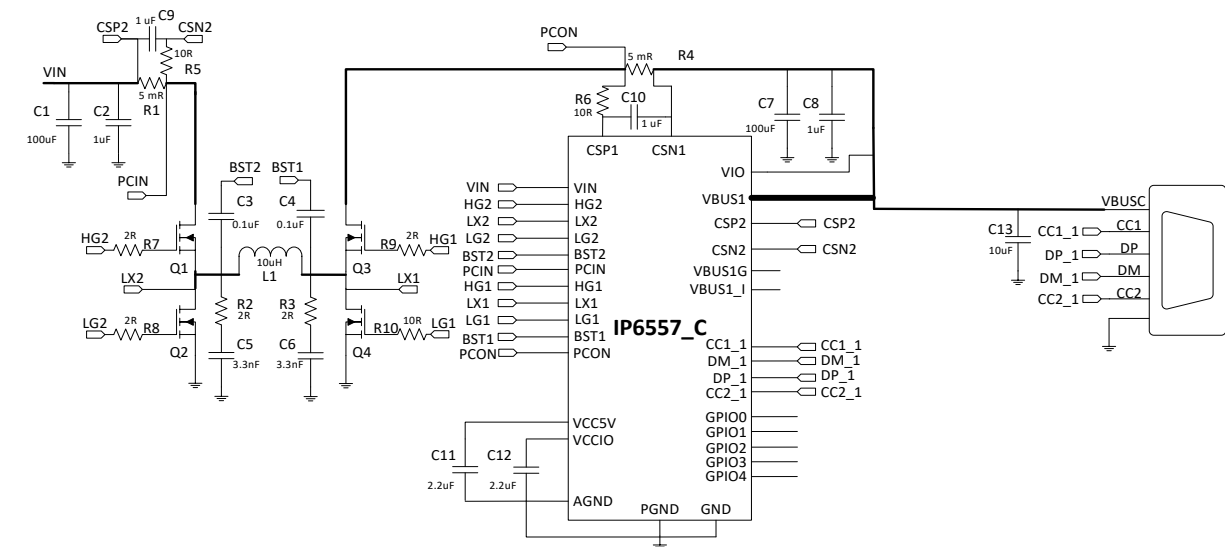 1 uF C9
CSP2 CSN2
10R
R5
VIN
5 mR
R1
C1
100uF
C2
1uF
PCIN
BST2 BST1
C3
0.1uF
C4
0.1uF
HG2 2R R7
Q1
10uH
L1
2R
R9 HG1
Q3
LX2
LX1
R2
2R
R3
2R
LG2 2R R8
Q2
R10 10R LG1
Q4
C5
3.3nF
C6
3.3nF
PCON
5 mR
R4
R6
10R
C10
1 uF
C7
100uF
C8
1uF
CSP1 CSN1
VIN VIN
HG2 HG2
LX2 LX2
LG2 LG2
BST2 BST2
PCIN PCIN
HG1 HG1
LX1 LX1
LG1 LG1
BST1 BST1
PCON PCON
IP6557_C
VIO
VBUS1
CSP2 CSP2
CSN2 CSN2
VBUS1G
VBUS1_I
CC1_1 CC1_1
DM_1 DM_1
DP_1 DP_1
CC2_1 CC2_1
GPIO0
GPIO1
GPIO2
GPIO3
GPIO4
VCC5V
VCCIO
C11
2.2uF
C12
2.2uF
AGND
PGND GND
C13
10uF
VBUSC
CC1_1 CC1
DP_1 DP
DM_1 DM
CC2_1 CC2